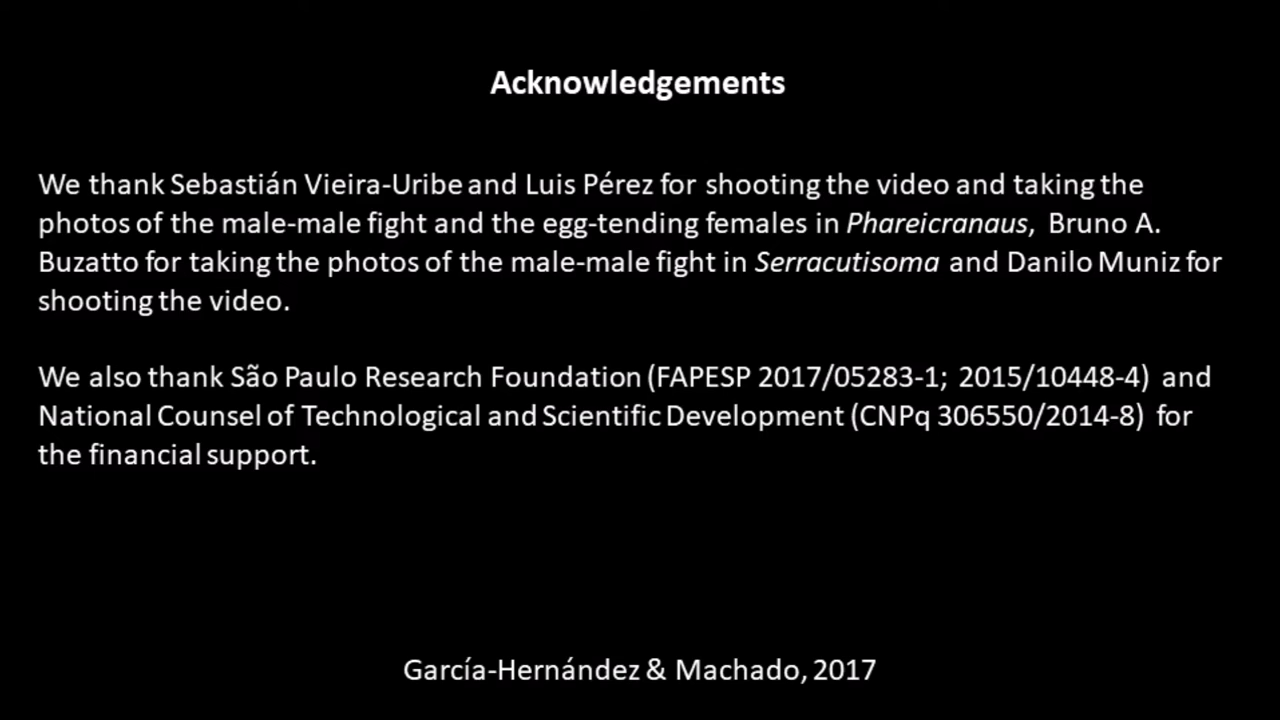 Acknowledgements
We thank Sebastián Vieira-Uribe and Luis Pérez for shooting the video and taking the
photos of the male-male fight and the egg-tending females in Phareicranaus, Bruno A.
Buzatto for taking the photos of the male-male fight in Serracutisoma and Danilo Muniz for
shooting the video.
We also thank São Paulo Research Foundation (FAPESP 2017/05283-1; 2015/10448-4) and
National Counsel of Technological and Scientific Development (CNPq 306550/2014-8) for
the financial support.
García-Hernández & Machado, 2017